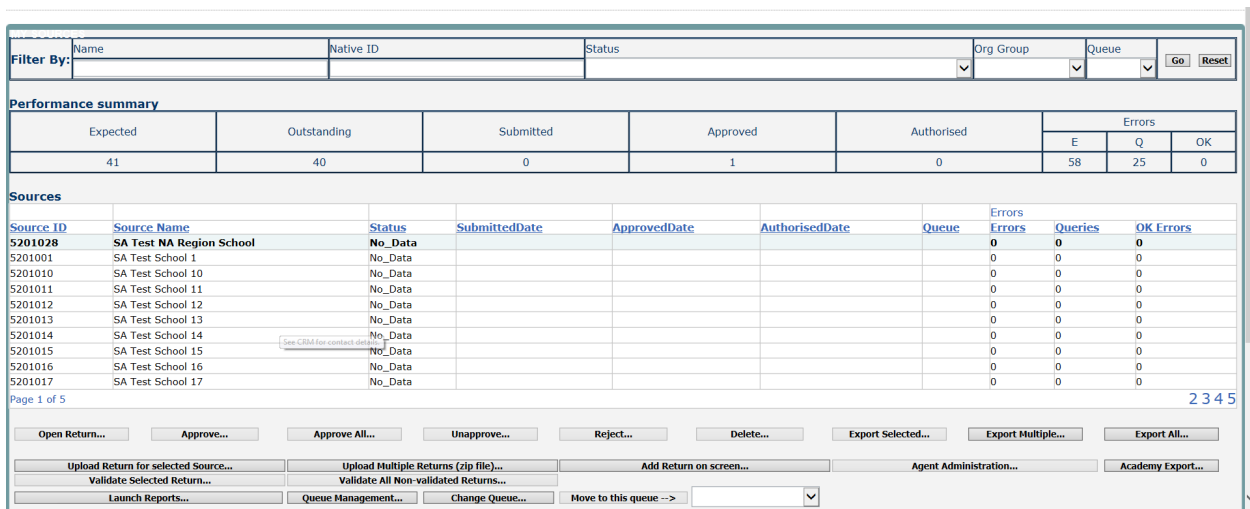 Name Native ID Status Org Group Queue
Filter By: Go Reset
Performance summary
Expected Outstanding Submitted Approved Authorised Errors
E Q OK
41 40 0 1 0 58 25 0
Sources
Errors
Source ID Source Name Status SubmittedDate ApprovedDate AuthorisedDate Queue Errors Queries OK Errors
5201028 SA Test NA Region School No_Data 0 0 0
5201001 SA Test School 1 No_Data 0 0 0
5201010 SA Test School 10 No_Data 0 0 0
5201011 SA Test School 11 No_Data 0 0 0
5201012 SA Test School 12 No_Data 0 0 0
5201013 SA Test School 13 No_Data 0 0 0
5201014 SA Test School 14 No_Data 0 0 0
See CRM for contact details.
5201015 SA Test School 15 No_Data 0 0 0
5201016 SA Test School 16 No_Data 0 0 0
5201017 SA Test School 17 No_Data 0 0 0
Page 1 of 5 2 3 4 5
Open Return... Approve... Approve All... Unapprove... Reject... Delete... Export Selected... Export Multiple... Export All...
Upload Return for selected Source... Upload Multiple Returns (zip file)... Add Return on screen... Agent Administration... Academy Export...
Validate Selected Return... Validate All Non-validated Returns...
Launch Reports... Queue Management... Change Queue... Move to this queue -->